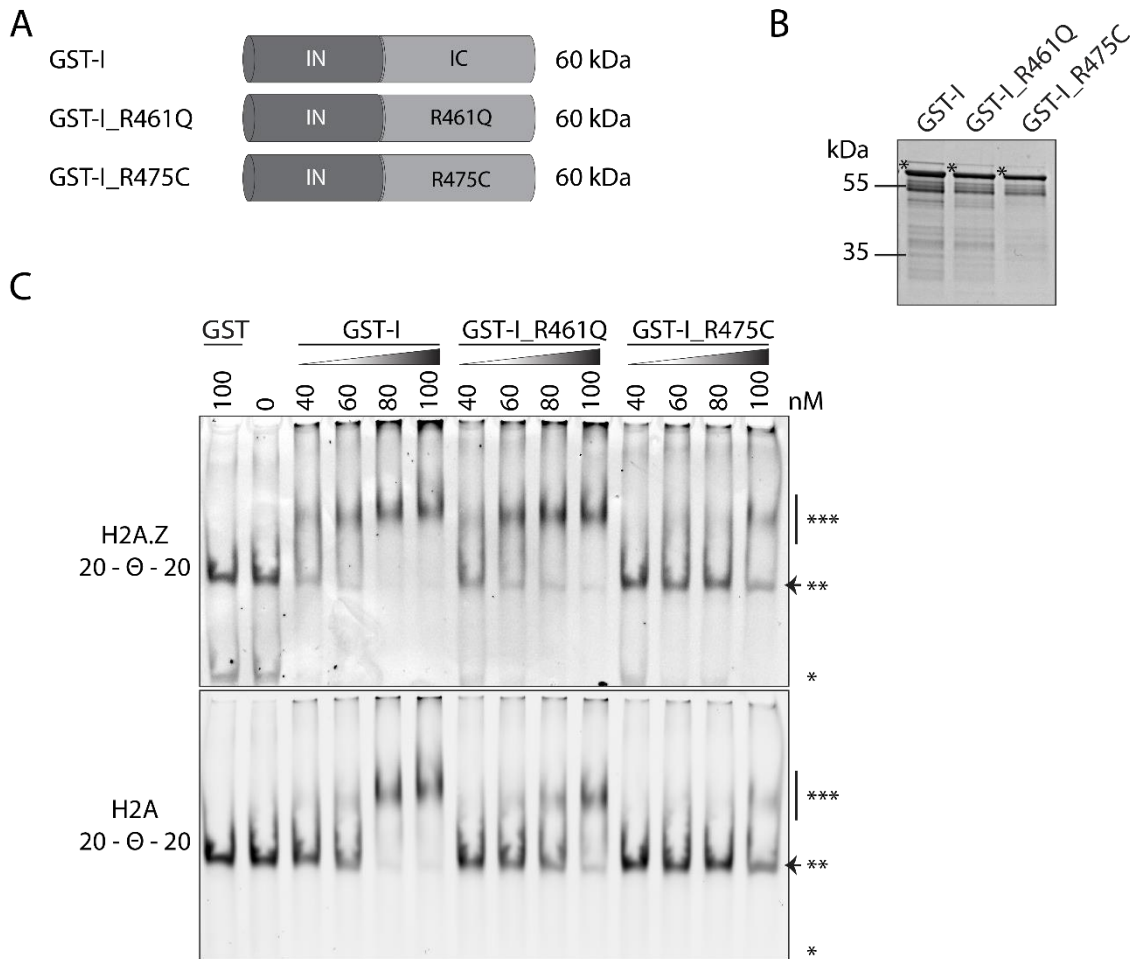 A
GST-I IN IC 60 kDa
GST-I_R461Q IN R461Q 60 kDa
GST-I_R475C IN R475C 60 kDa
B
GST-I GST-I_R461Q GST-I_R475C
kDa
* * *
55
35
C
GST GST-I GST-I_R461Q GST-I_R475C
100 0 40 60 80 100 40 60 80 100 40 60 80 100 nM
H2A.Z
20 - Θ - 20
***
**
*
H2A
20 - Θ - 20
***
**
*